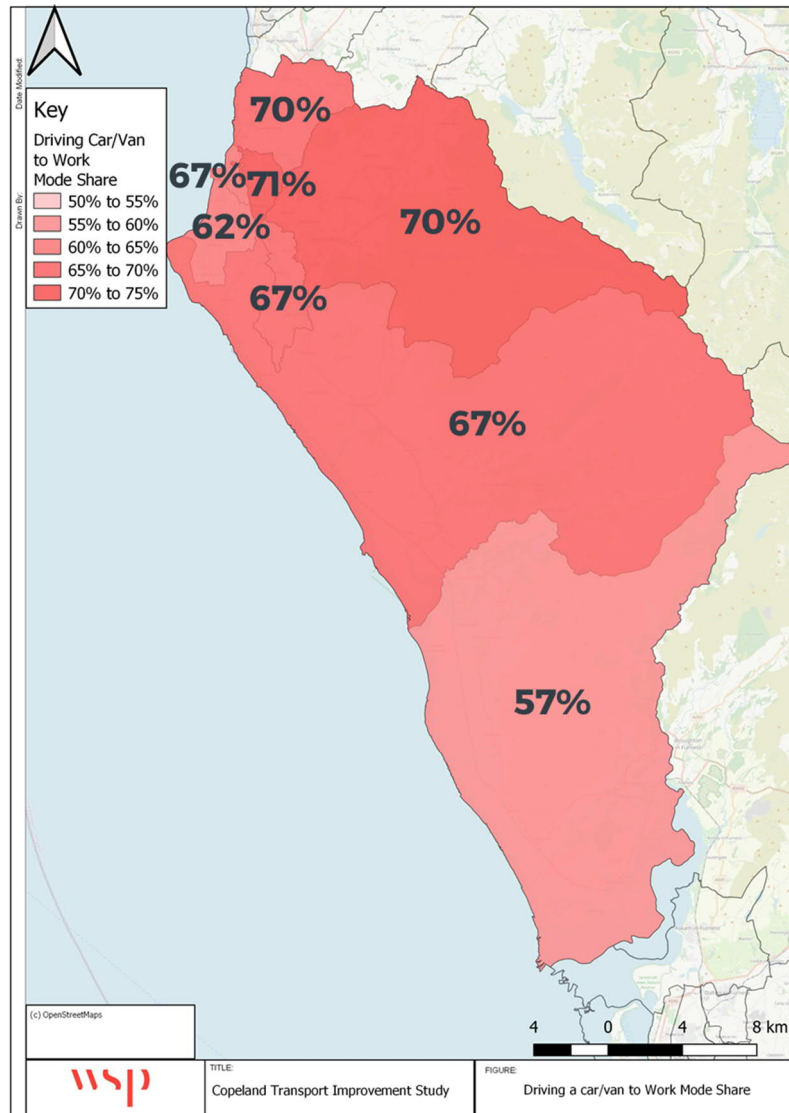 Date Modified:
Drawn By:
Key
Driving Car/Van
to Work
Mode Share
50% to 55%
55% to 60%
60% to 65%
65% to 70%
70% to 75%
70%
67%
71%
62%
70%
67%
67%
57%
(c) OpenStreetMaps
4 0 4 8 km
wsp
TITLE:
Copeland Transport Improvement Study
FIGURE:
Driving a car/van to Work Mode Share